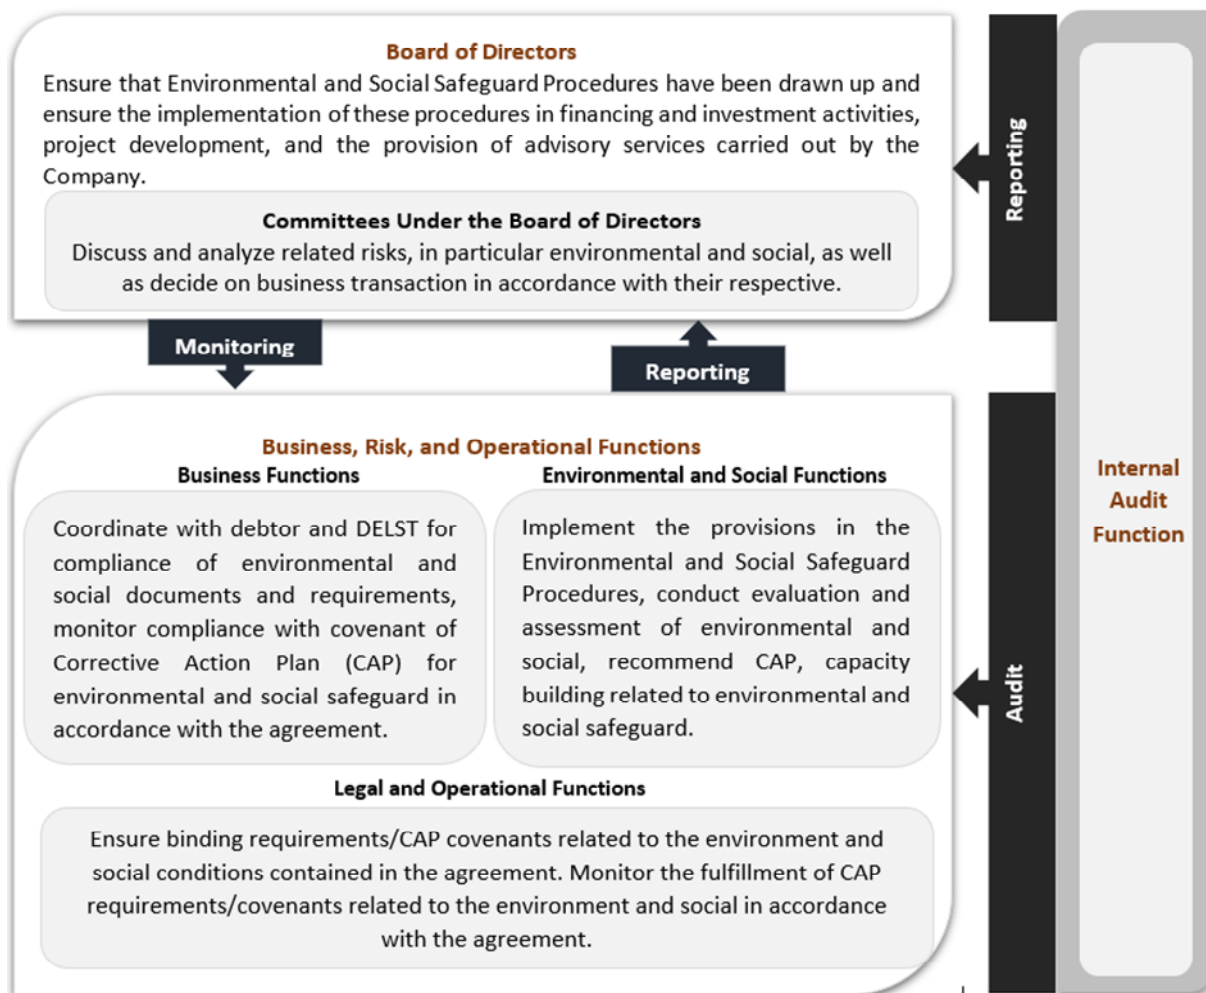 Board of Directors
Ensure that Environmental and Social Safeguard Procedures have been drawn up and
ensure the implementation of these procedures in financing and investment activities,
project development, and the provision of advisory services carried out by the
Company.
Committees Under the Board of Directors
Discuss and analyze related risks, in particular environmental and social, as well
as decide on business transaction in accordance with their respective.
Reporting
Monitoring
Reporting
Business, Risk, and Operational Functions
Business Functions
Coordinate with debtor and DELST for
compliance of environmental and
social documents and requirements,
monitor compliance with covenant of
Corrective Action Plan (CAP) for
environmental and social safeguard in
accordance with the agreement.
Environmental and Social Functions
Implement the provisions in the
Environmental and Social Safeguard
Procedures, conduct evaluation and
assessment of environmental and
social, recommend CAP, capacity
building related to environmental and
social safeguard.
Legal and Operational Functions
Ensure binding requirements/CAP covenants related to the environment and
social conditions contained in the agreement. Monitor the fulfillment of CAP
requirements/covenants related to the environment and social in accordance
with the agreement.
Audit
Internal
Audit
Function